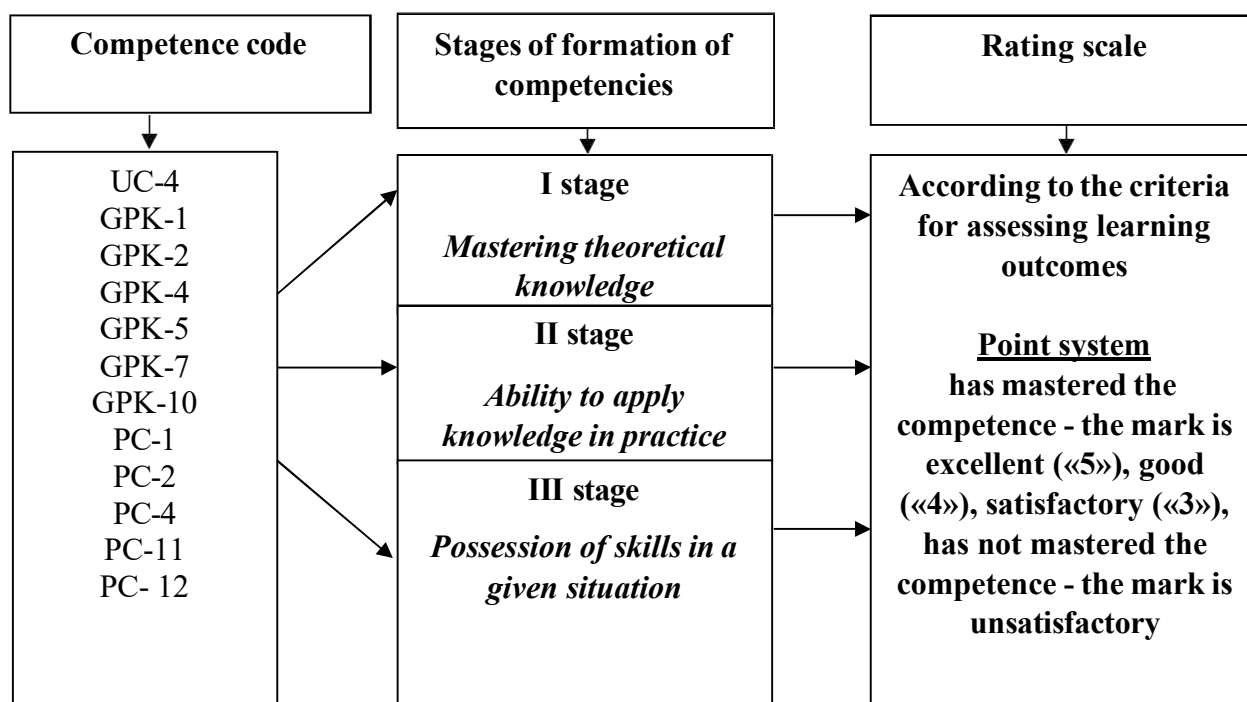 Competence code
Stages of formation of
competencies
Rating scale
UC-4
GPK-1
GPK-2
GPK-4
GPK-5
GPK-7
GPK-10
PC-1
PC-2
PC-4
PC-11
PC- 12
I stage
Mastering theoretical
knowledge
II stage
Ability to apply
knowledge in practice
III stage
Possession of skills in a
given situation
According to the criteria
for assessing learning
outcomes
Point system
has mastered the
competence - the mark is
excellent («5»), good
(«4»), satisfactory («3»),
has not mastered the
competence - the mark is
unsatisfactory